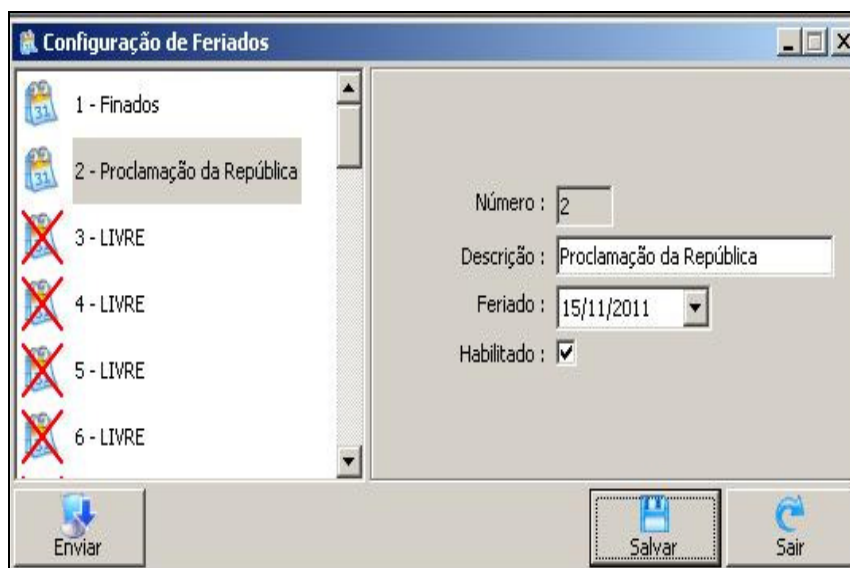 Configuração de Feriados
1 - Finados
2 - Proclamação da República
3 - LIVRE
4 - LIVRE
5 - LIVRE
6 - LIVRE
Número : 2
Descrição : Proclamação da República
Feriado : 15/11/2011
Habilitado :
Enviar
Salvar
Sair